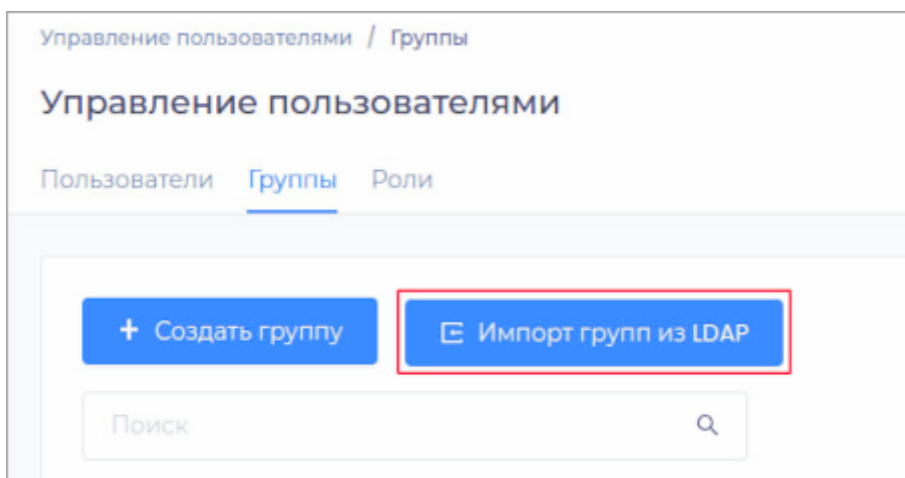 Управление пользователями / Группы
Управление пользователями
Пользователи Группы Роли
+ Создать группу Импорт групп из LDAP
Поиск